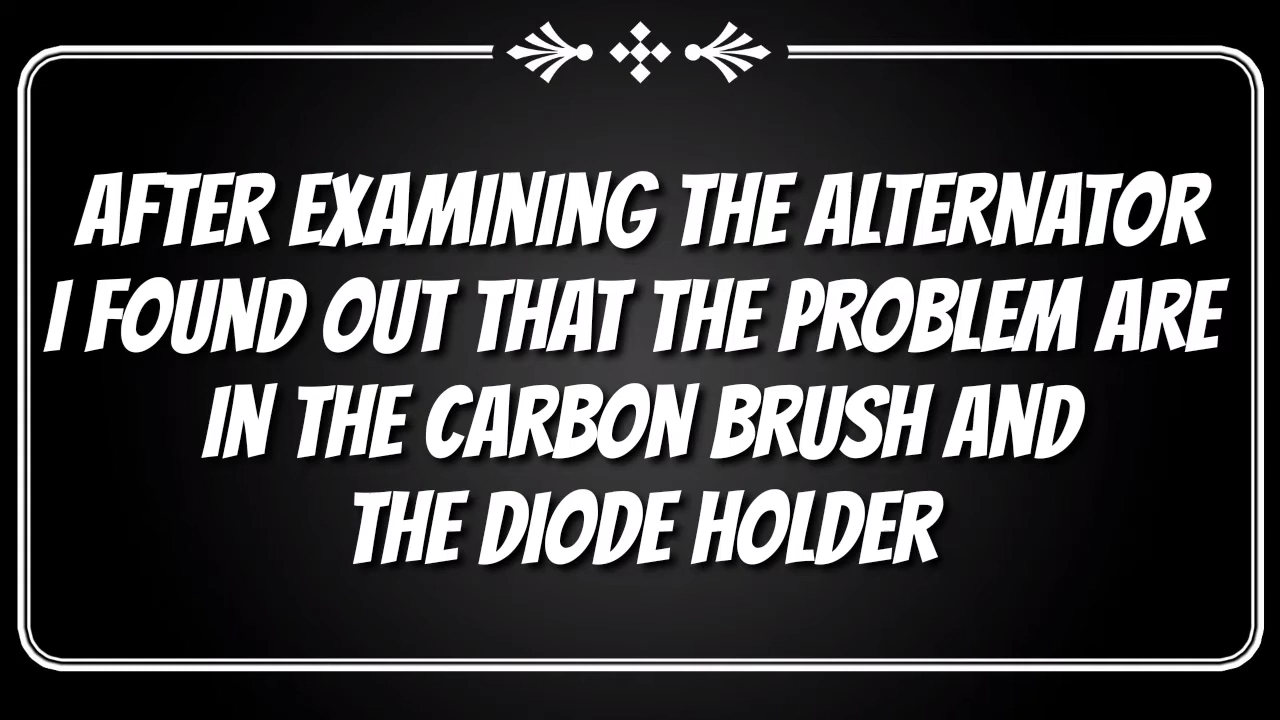 AFTER EXAMINING THE ALTERNATOR
I FOUND OUT THAT THE PROBLEM ARE
IN THE CARBON BRUSH AND
THE DIODE HOLDER